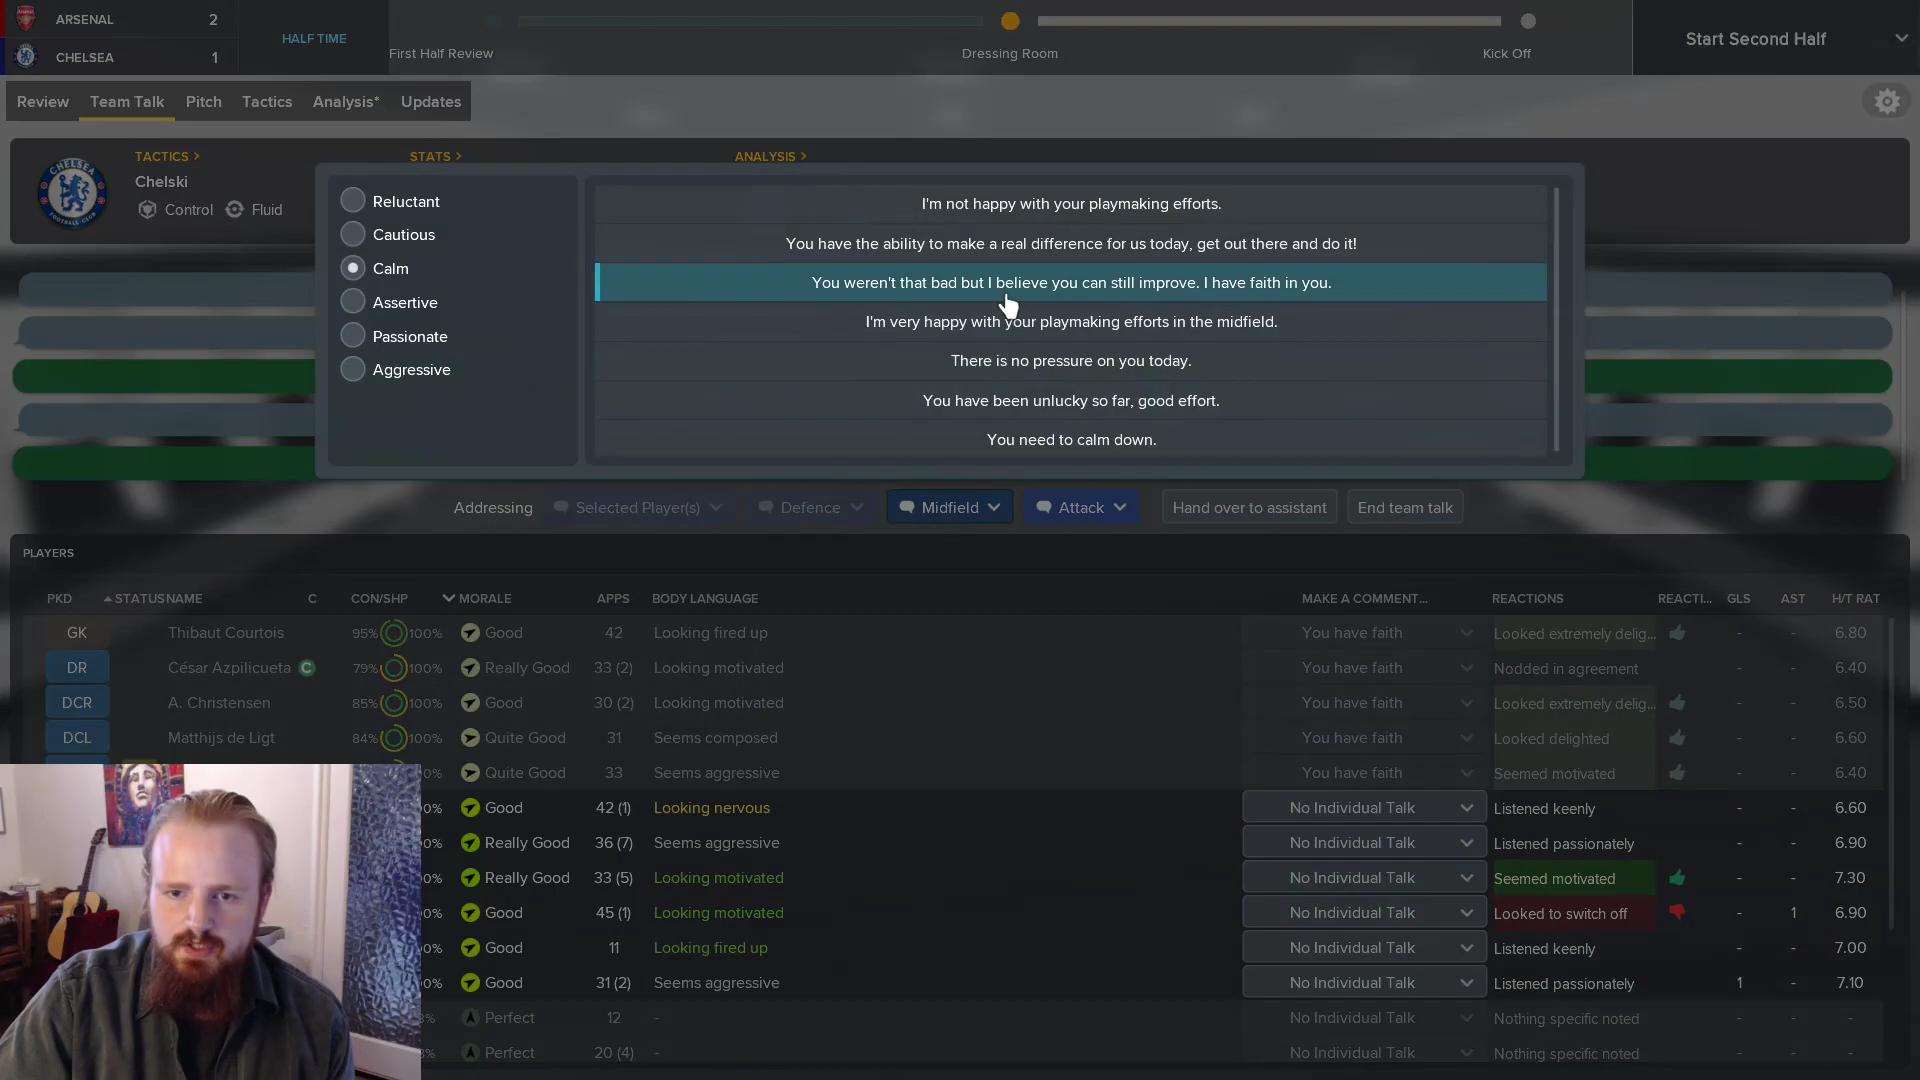 ARSENAL 2
CHELSEA 1
HALF TIME
First Half Review
Dressing Room
Kick Off
Start Second Half
Review Team Talk Pitch Tactics Analysis* Updates
TACTICS >
STATS >
ANALYSIS >
Chelski
Control Fluid
Reluctant
Cautious
Calm
Assertive
Passionate
Aggressive
I'm not happy with your playmaking efforts.
You have the ability to make a real difference for us today, get out there and do it!
You weren't that bad but I believe you can still improve. I have faith in you.
I'm very happy with your playmaking efforts in the midfield.
There is no pressure on you today.
You have been unlucky so far, good effort.
You need to calm down.
Addressing Selected Player(s) Defence Midfield Attack Hand over to assistant End team talk
PLAYERS
PKD STATUS NAME C CON/SHP MORALE APPS BODY LANGUAGE MAKE A COMMENT... REACTIONS REACTI... GLS AST H/T RAT
GK Thibaut Courtois 95% 100% Good 42 Looking fired up You have faith Looked extremely delig... - - 6.80
DR César Azpilicueta C 79% 100% Really Good 33 (2) Looking motivated You have faith Nodded in agreement - - 6.40
DCR A. Christensen 85% 100% Good 30 (2) Looking motivated You have faith Looked extremely delig... - - 6.50
DCL Matthijs de Ligt 84% 100% Quite Good 31 Seems composed You have faith Looked delighted - - 6.60
0% Quite Good 33 Seems aggressive You have faith Seemed motivated - - 6.40
0% Good 42 (1) Looking nervous No Individual Talk Listened keenly - - 6.60
0% Really Good 36 (7) Seems aggressive No Individual Talk Listened passionately - - 6.90
0% Really Good 33 (5) Looking motivated No Individual Talk Seemed motivated - - 7.30
0% Good 45 (1) Looking motivated No Individual Talk Looked to switch off - 1 6.90
0% Good 11 Looking fired up No Individual Talk Listened keenly - - 7.00
0% Good 31 (2) Seems aggressive No Individual Talk Listened passionately 1 - 7.10
3% Perfect 12 - No Individual Talk Nothing specific noted - - -
3% Perfect 20 (4) - No Individual Talk Nothing specific noted - - -